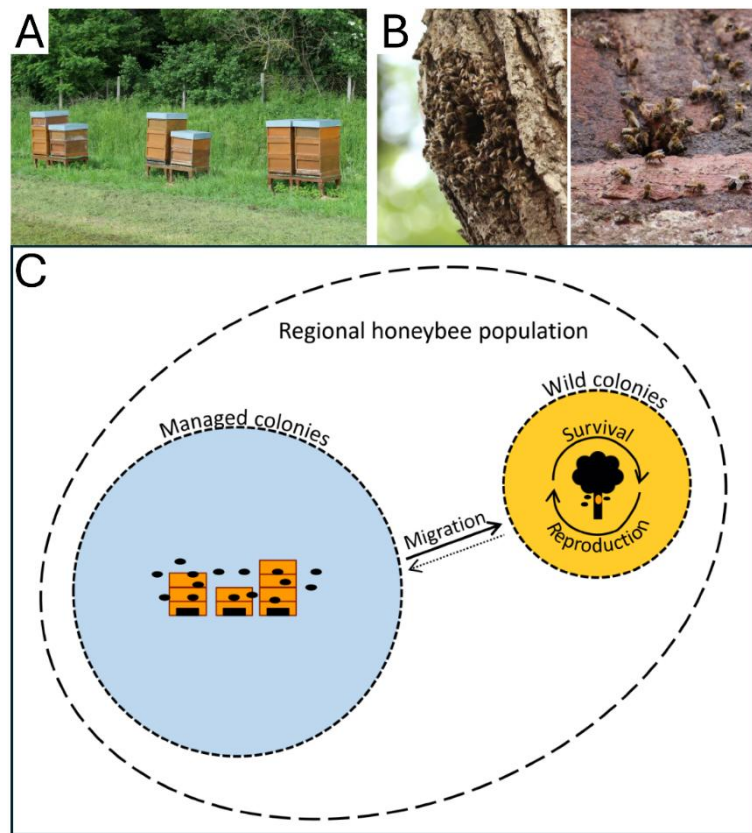 A
B
C
Regional honeybee population
Managed colonies
Wild colonies
Survival
Reproduction
Migration